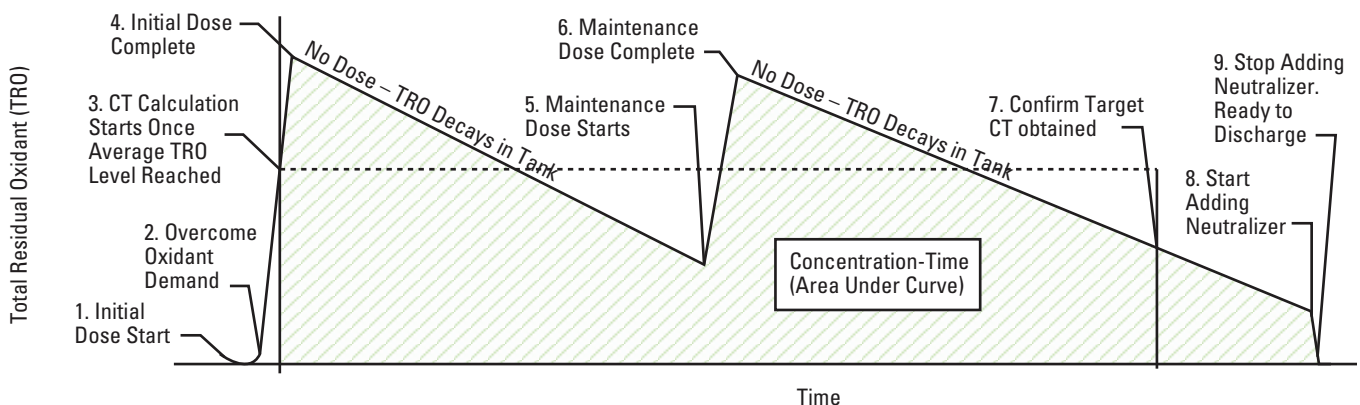 Total Residual Oxidant (TRO)
1. Initial
Dose Start
2. Overcome
Oxidant
Demand
3. CT Calculation
Starts Once
Average TRO
Level Reached
4. Initial Dose
Complete
No Dose – TRO Decays in Tank
5. Maintenance
Dose Starts
6. Maintenance
Dose Complete
No Dose – TRO Decays in Tank
Concentration-Time
(Area Under Curve)
7. Confirm Target
CT obtained
8. Start
Adding
Neutralizer
9. Stop Adding
Neutralizer.
Ready to
Discharge
Time